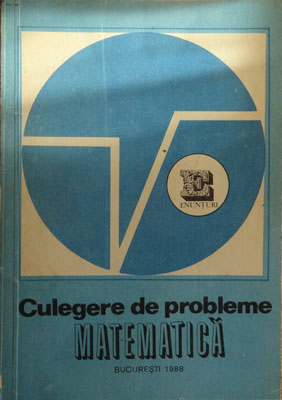 E
ENUNȚURI
Culegere de probleme
MATEMATICĂ
BUCUREȘTI 1988